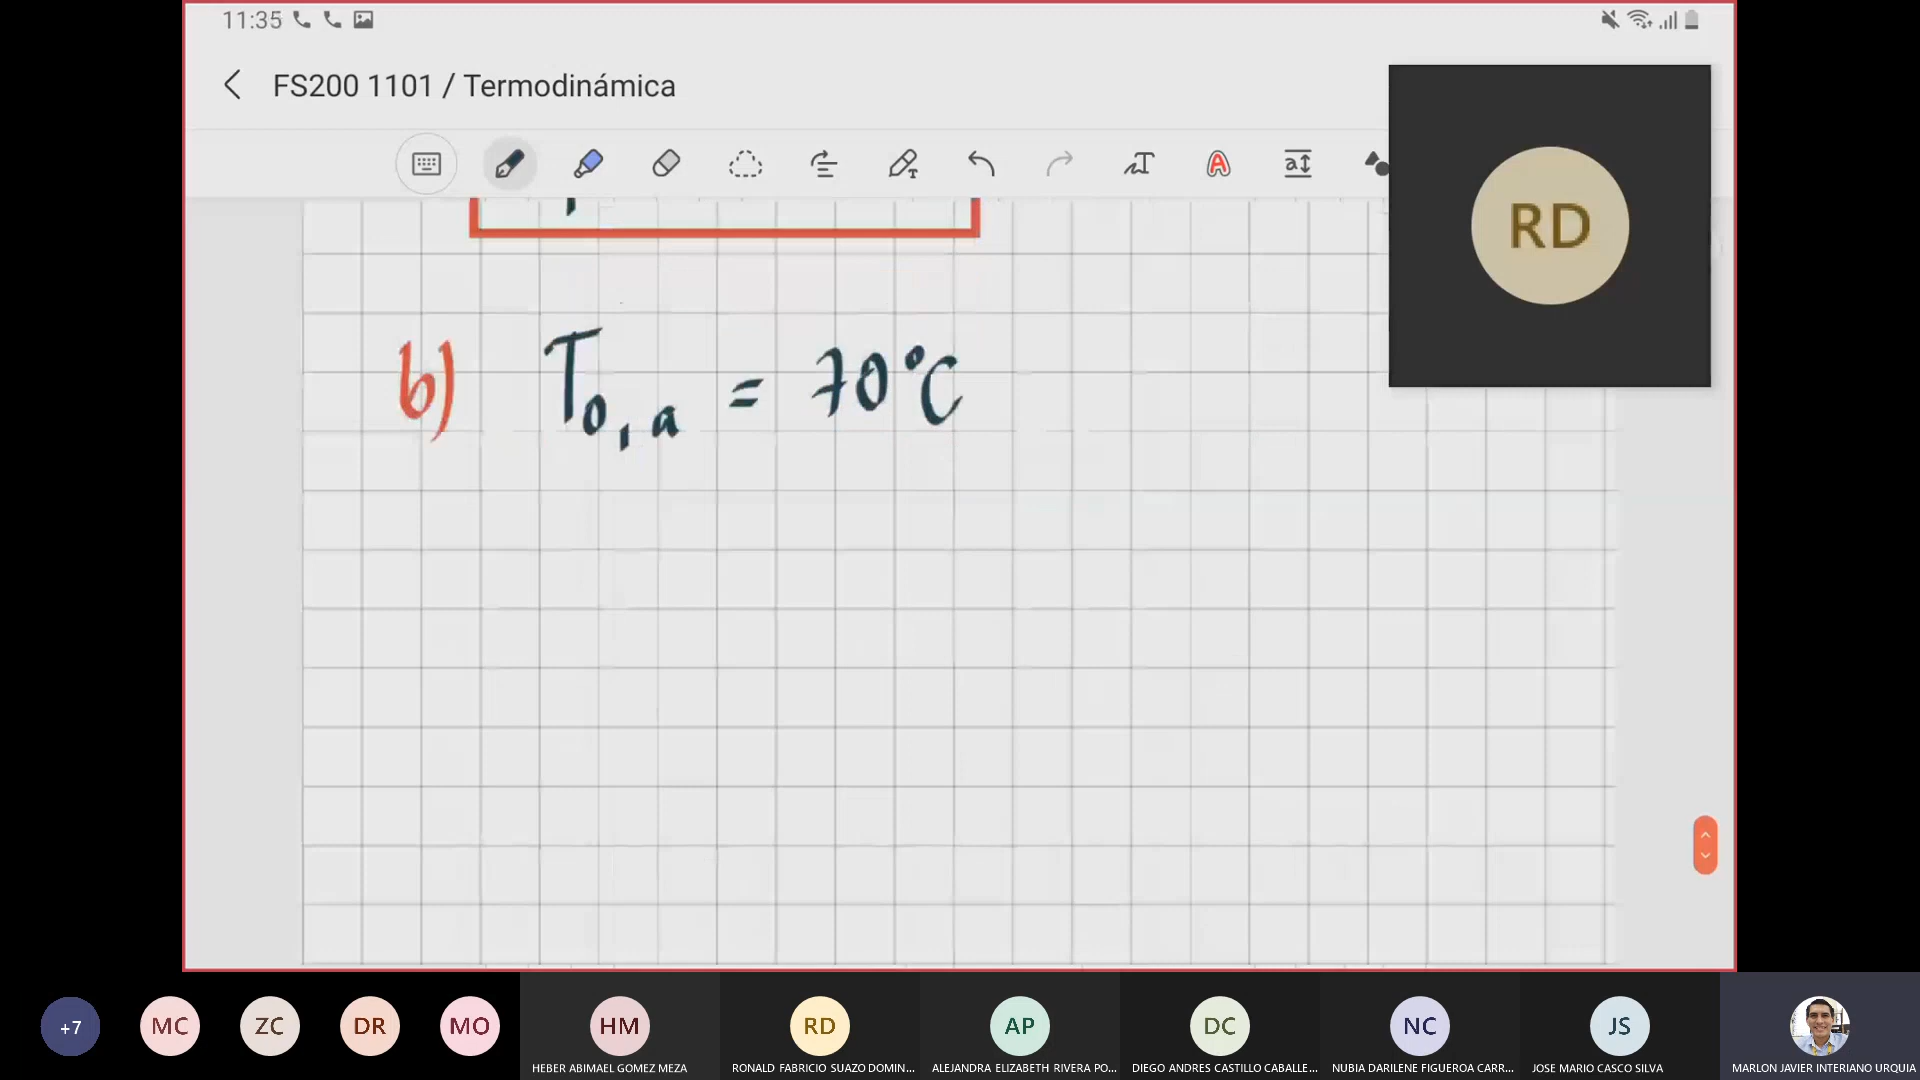 11:35
FS200 1101 / Termodinámica
RD
b) T₀,ₐ = 70°C
+7
MC
ZC
DR
MO
HM
RD
AP
DC
NC
JS
HEBER ABIMAEL GOMEZ MEZA
RONALD FABRICIO SUAZO DOMIN...
ALEJANDRA ELIZABETH RIVERA PO...
DIEGO ANDRES CASTILLO CABALLE...
NUBIA DARILENE FIGUEROA CARR...
JOSE MARIO CASCO SILVA
MARLON JAVIER INTERIANO URQUIA